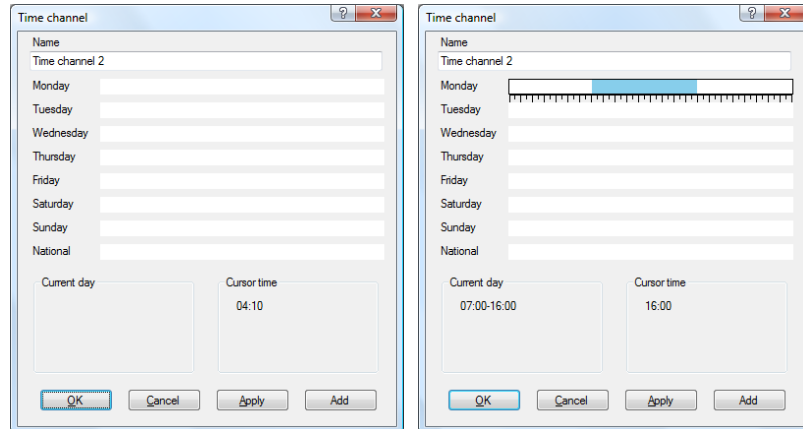 Time channel
Name
Time channel 2
Monday
Tuesday
Wednesday
Thursday
Friday
Saturday
Sunday
National
Current day
Cursor time
04:10
OK
Cancel
Apply
Add
Time channel
Name
Time channel 2
Monday
Tuesday
Wednesday
Thursday
Friday
Saturday
Sunday
National
Current day
07:00-16:00
Cursor time
16:00
OK
Cancel
Apply
Add